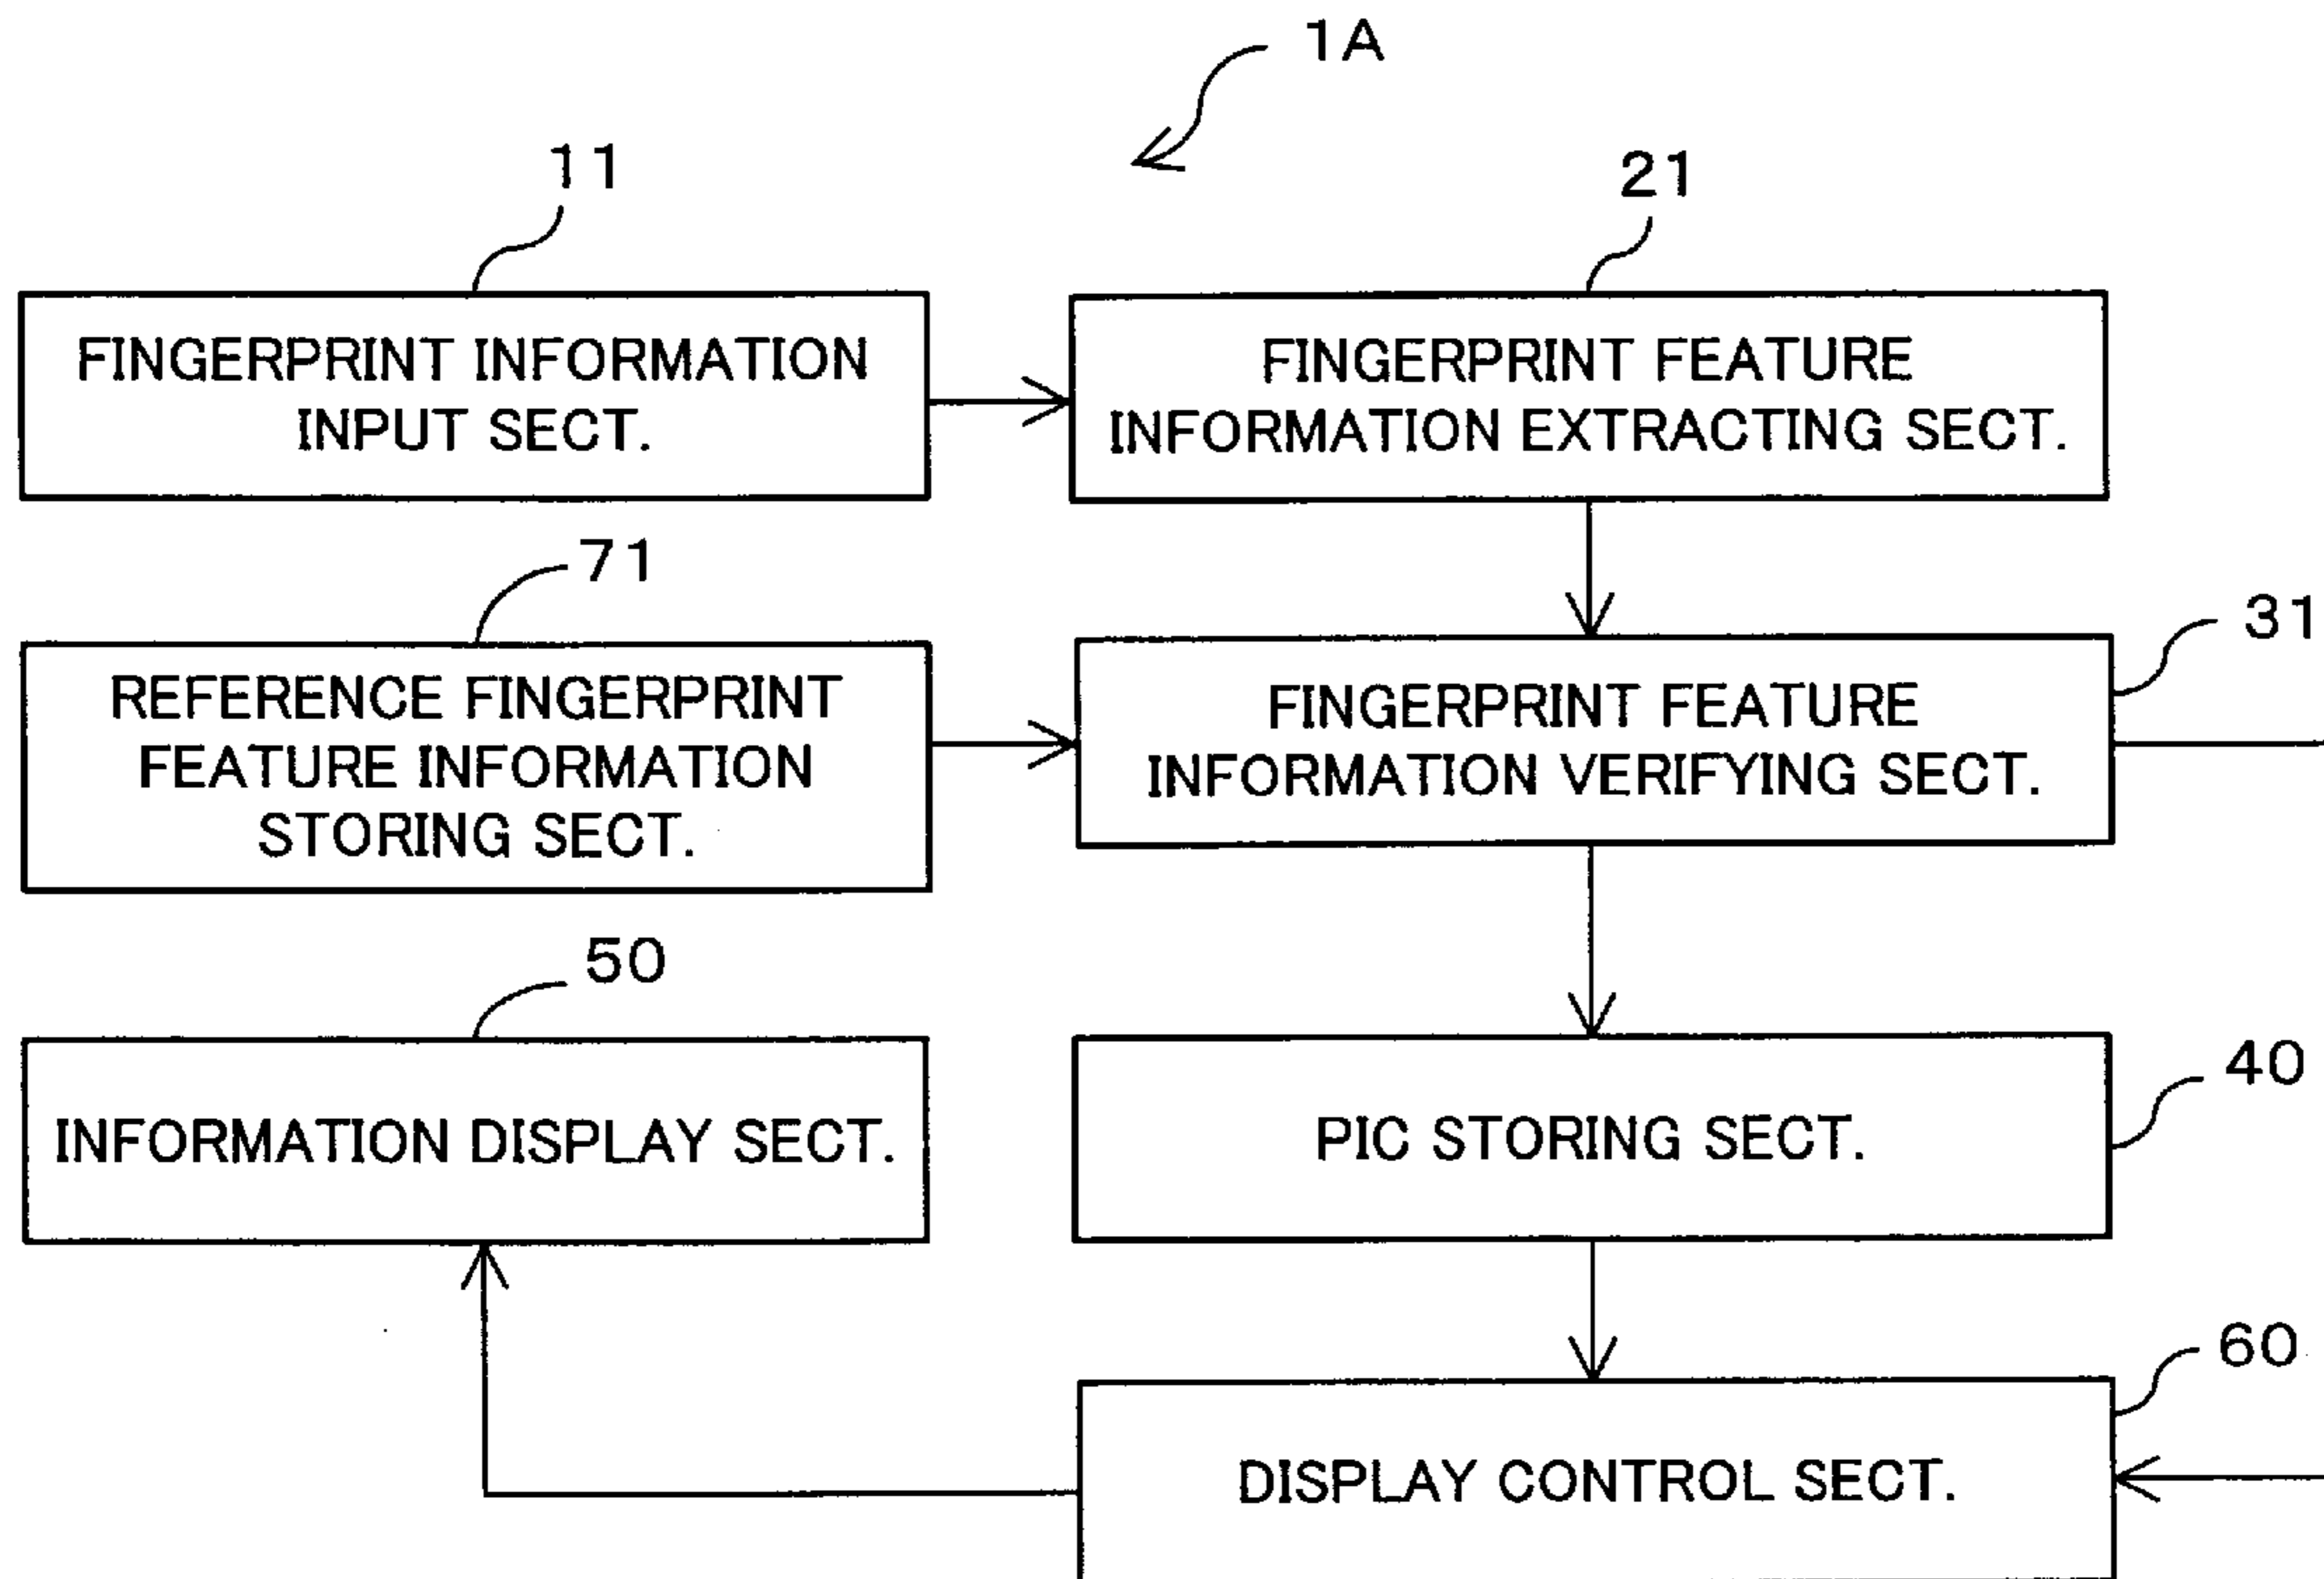 1A
11
21
FINGERPRINT INFORMATION
INPUT SECT.
FINGERPRINT FEATURE
INFORMATION EXTRACTING SECT.
71
31
REFERENCE FINGERPRINT
FEATURE INFORMATION
STORING SECT.
FINGERPRINT FEATURE
INFORMATION VERIFYING SECT.
50
40
INFORMATION DISPLAY SECT.
PIC STORING SECT.
60
DISPLAY CONTROL SECT.